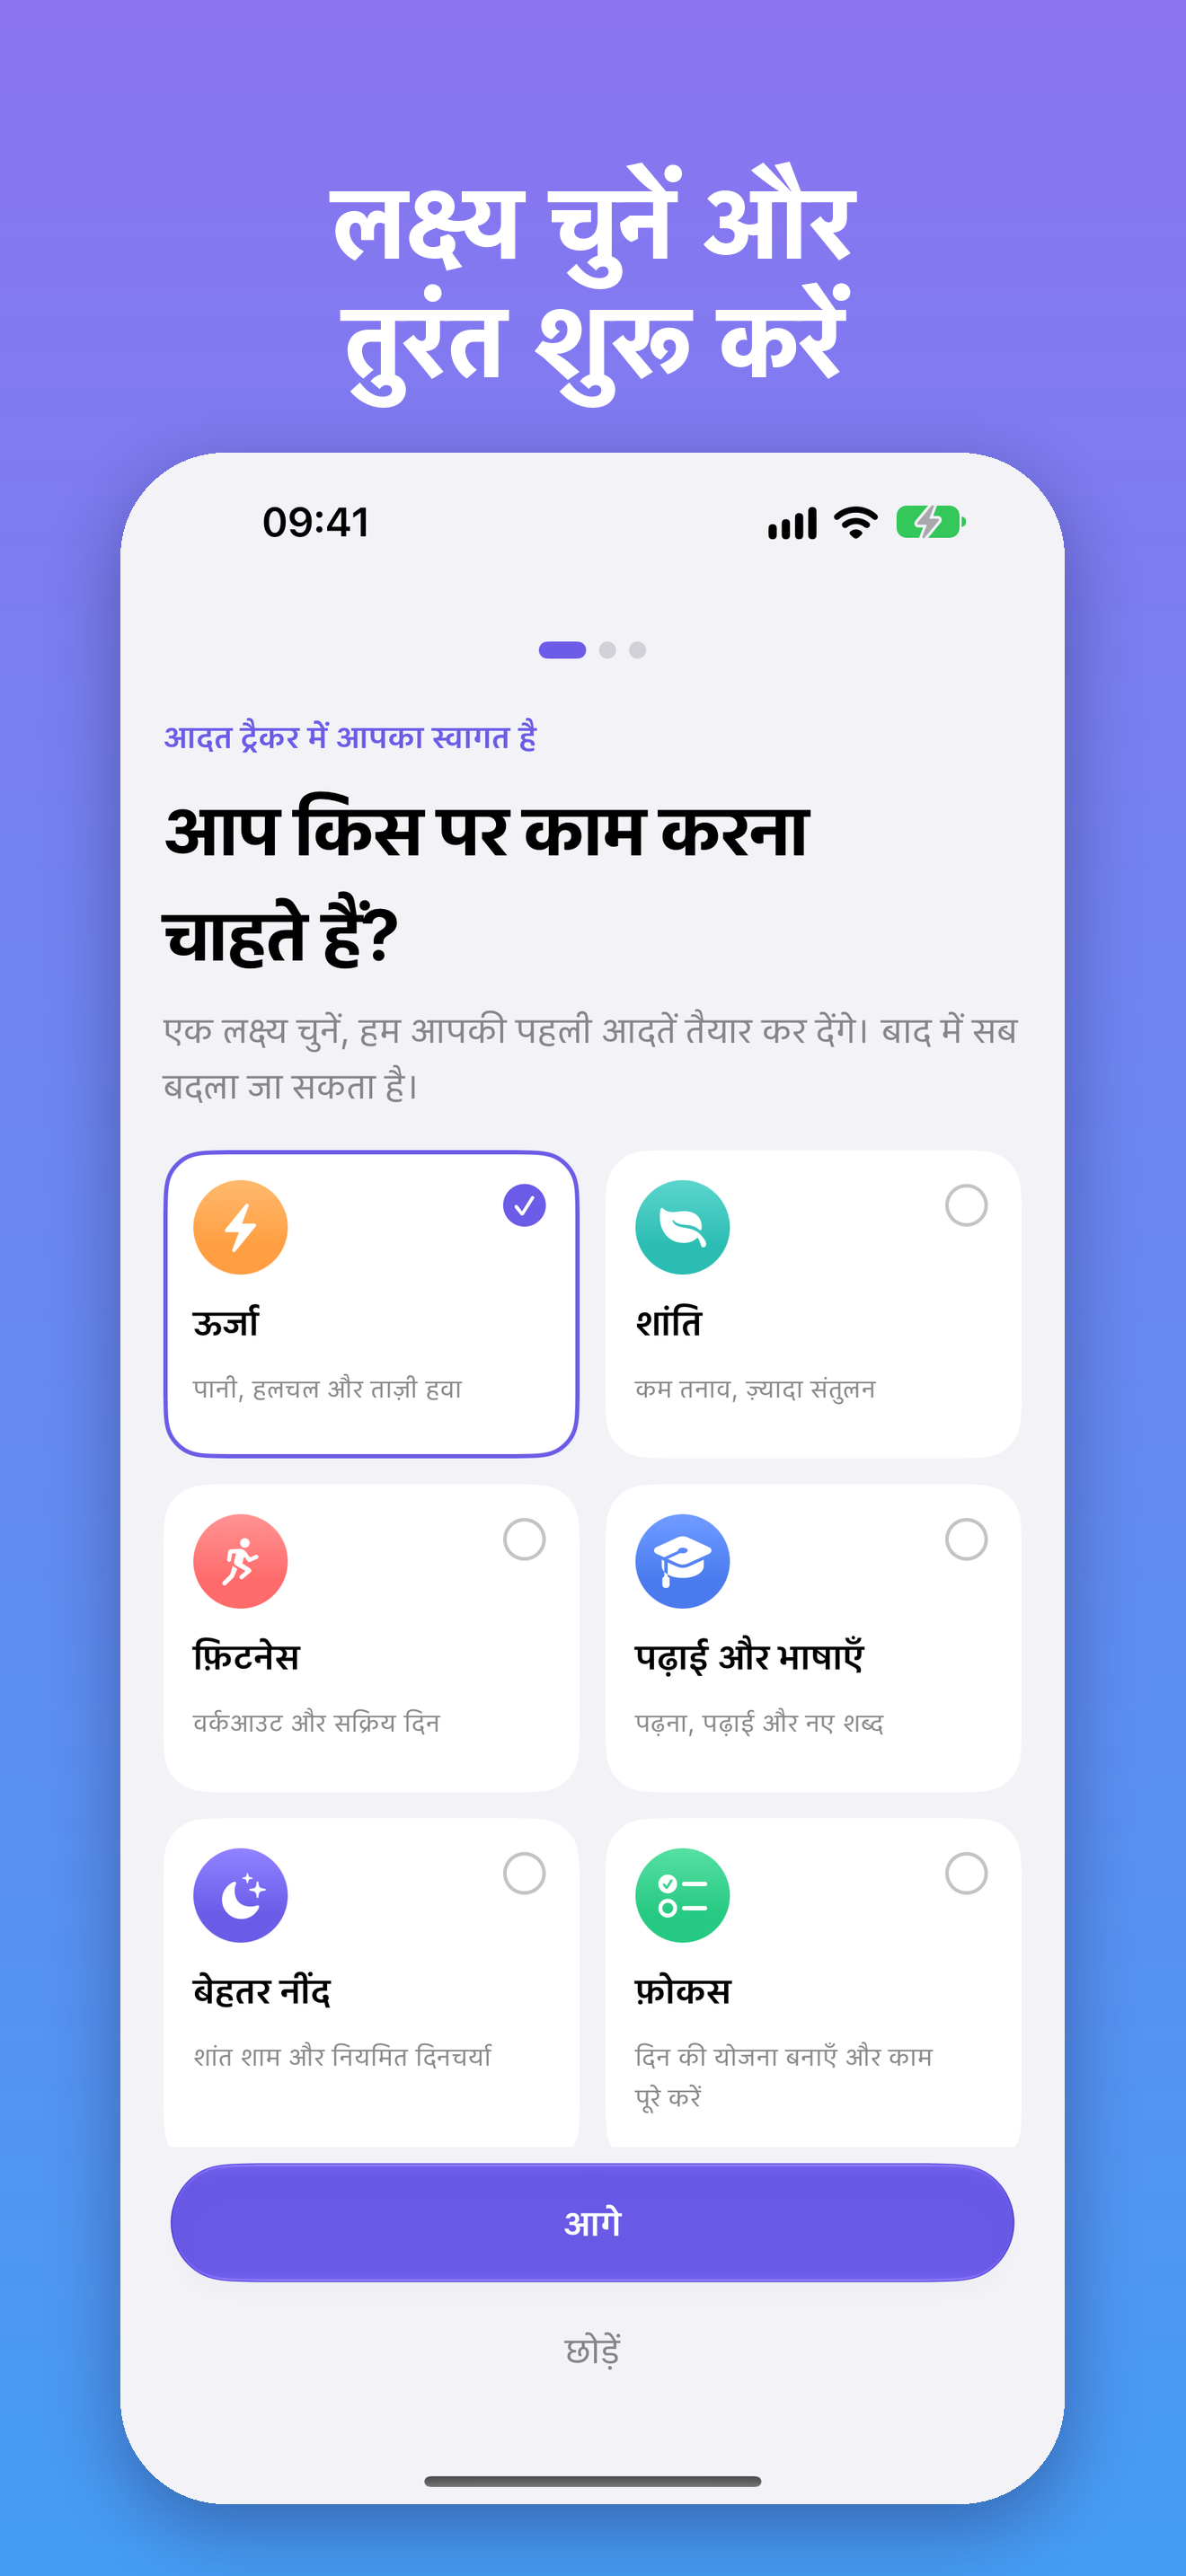 लक्ष्य चुनें और
तुरंत शुरू करें
09:41
आदत ट्रैकर में आपका स्वागत है
आप किस पर काम करना
चाहते हैं?
एक लक्ष्य चुनें, हम आपकी पहली आदतें तैयार कर देंगे। बाद में सब
बदला जा सकता है।
ऊर्जा
पानी, हलचल और ताज़ी हवा
शांति
कम तनाव, ज़्यादा संतुलन
फ़िटनेस
वर्कआउट और सक्रिय दिन
पढ़ाई और भाषाएँ
पढ़ना, पढ़ाई और नए शब्द
बेहतर नींद
शांत शाम और नियमित दिनचर्या
फ़ोकस
दिन की योजना बनाएँ और काम
पूरे करें
आगे
छोड़ें